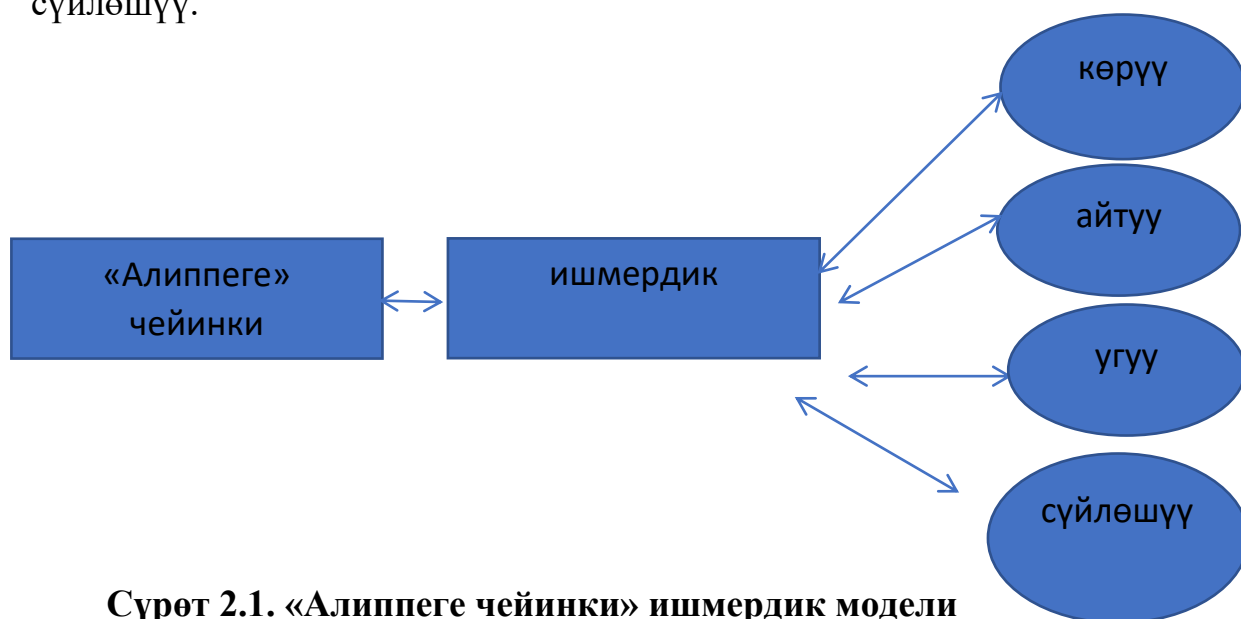 сүйлөшүү.
көрүү
айтуу
«Алиппеге»
чейинки
ишмердик
угуу
сүйлөшүү
Сүрөт 2.1. «Алиппеге чейинки» ишмердик модели